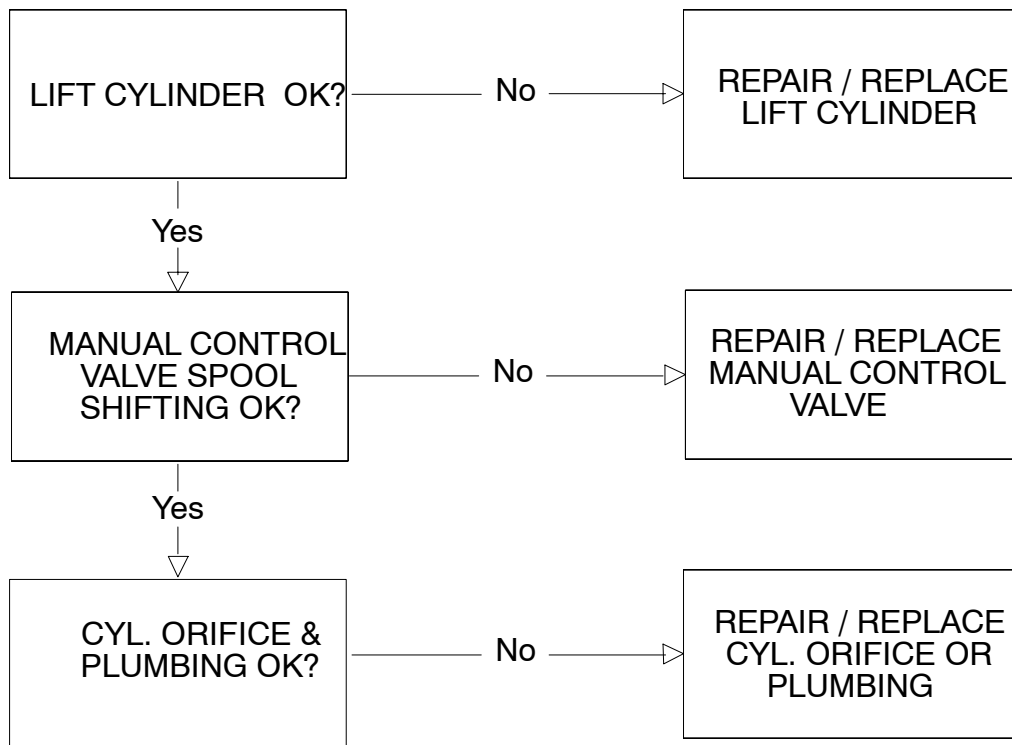 LIFT CYLINDER OK?
No
REPAIR / REPLACE
LIFT CYLINDER
Yes
MANUAL CONTROL
VALVE SPOOL
SHIFTING OK?
No
REPAIR / REPLACE
MANUAL CONTROL
VALVE
Yes
CYL. ORIFICE &
PLUMBING OK?
No
REPAIR / REPLACE
CYL. ORIFICE OR
PLUMBING